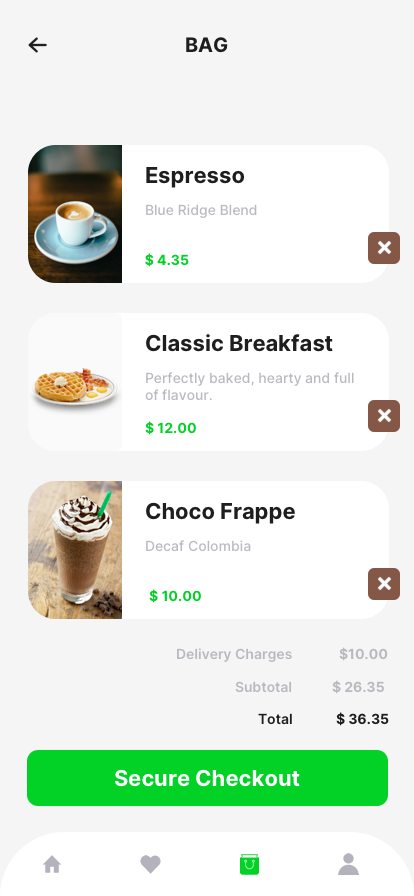 BAG
Espresso
Blue Ridge Blend
$ 4.35
Classic Breakfast
Perfectly baked, hearty and full
of flavour.
$ 12.00
Choco Frappe
Decaf Colombia
$ 10.00
Delivery Charges $10.00
Subtotal $ 26.35
Total $ 36.35
Secure Checkout